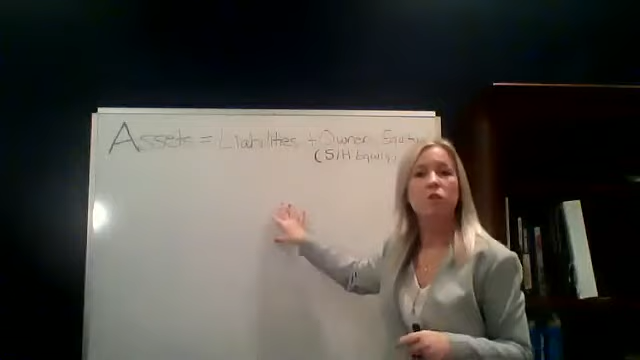 Assets = Liabilities + Owner Equity
(S/H Equity)